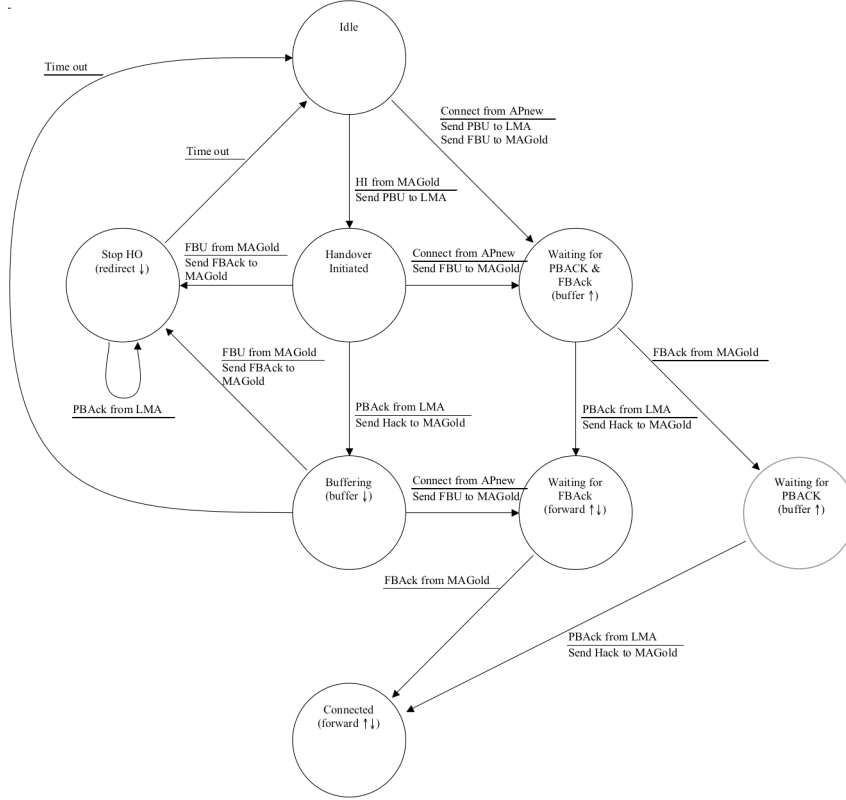 Idle
Time out
Connect from APnew
Send PBU to LMA
Send FBU to MAGold
Time out
HI from MAGold
Send PBU to LMA
Stop HO
(redirect ↓)
FBU from MAGold
Send FBAck to
MAGold
Handover
Initiated
Connect from APnew
Send FBU to MAGold
Waiting for
PBACK &
FBAck
(buffer ↑)
FBU from MAGold
Send FBAck to
MAGold
FBAck from MAGold
PBAck from LMA
PBAck from LMA
Send Hack to MAGold
PBAck from LMA
Send Hack to MAGold
Buffering
(buffer ↓)
Connect from APnew
Send FBU to MAGold
Waiting for
FBAck
(forward ↑↓)
Waiting for
PBACK
(buffer ↑)
FBAck from MAGold
PBAck from LMA
Send Hack to MAGold
Connected
(forward ↑↓)